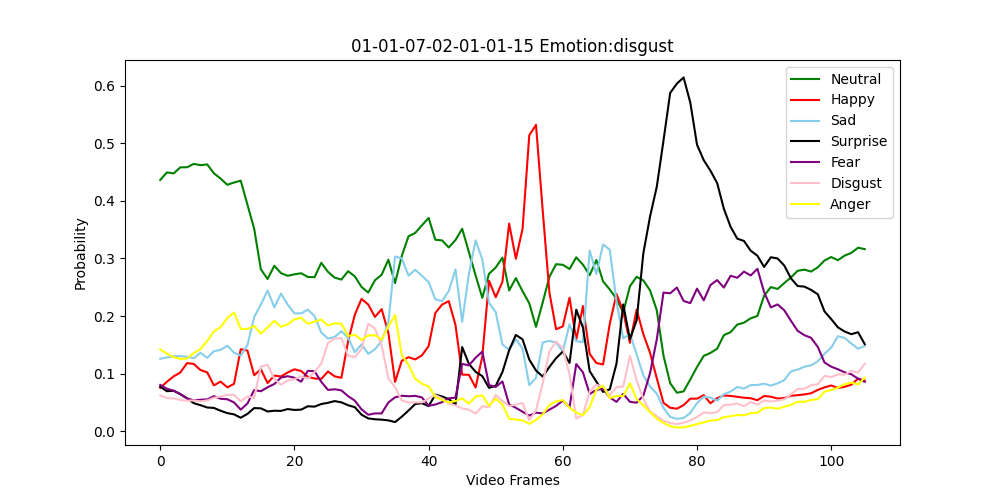 01-01-07-02-01-01-15 Emotion:disgust
Probability
0.6
0.5
0.4
0.3
0.2
0.1
0.0
Neutral
Happy
Sad
Surprise
Fear
Disgust
Anger
0 20 40 60 80 100
Video Frames